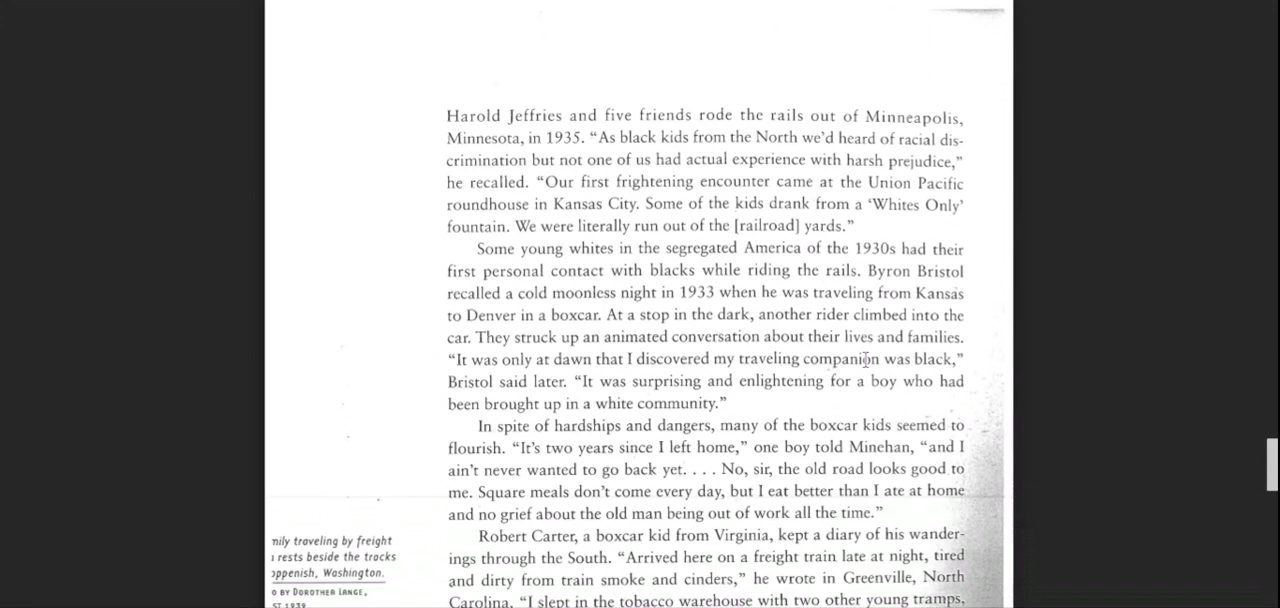 Harold Jeffries and five friends rode the rails out of Minneapolis,
Minnesota, in 1935. “As black kids from the North we’d heard of racial dis-
crimination but not one of us had actual experience with harsh prejudice,”
he recalled. “Our first frightening encounter came at the Union Pacific
roundhouse in Kansas City. Some of the kids drank from a ‘Whites Only’
fountain. We were literally run out of the [railroad] yards.”
Some young whites in the segregated America of the 1930s had their
first personal contact with blacks while riding the rails. Byron Bristol
recalled a cold moonless night in 1933 when he was traveling from Kansas
to Denver in a boxcar. At a stop in the dark, another rider climbed into the
car. They struck up an animated conversation about their lives and families.
“It was only at dawn that I discovered my traveling companion was black,”
Bristol said later. “It was surprising and enlightening for a boy who had
been brought up in a white community.”
In spite of hardships and dangers, many of the boxcar kids seemed to
flourish. “It’s two years since I left home,” one boy told Minehan, “and I
ain’t never wanted to go back yet. . . . No, sir, the old road looks good to
me. Square meals don’t come every day, but I eat better than I ate at home
and no grief about the old man being out of work all the time.”
Robert Carter, a boxcar kid from Virginia, kept a diary of his wander-
ings through the South. “Arrived here on a freight train late at night, tired
and dirty from train smoke and cinders,” he wrote in Greenville, North
Carolina. “I slept in the tobacco warehouse with two other young tramps,
nily traveling by freight
rests beside the tracks
oppenish, Washington.
O BY DOROTHEA LANGE,
ST 1939